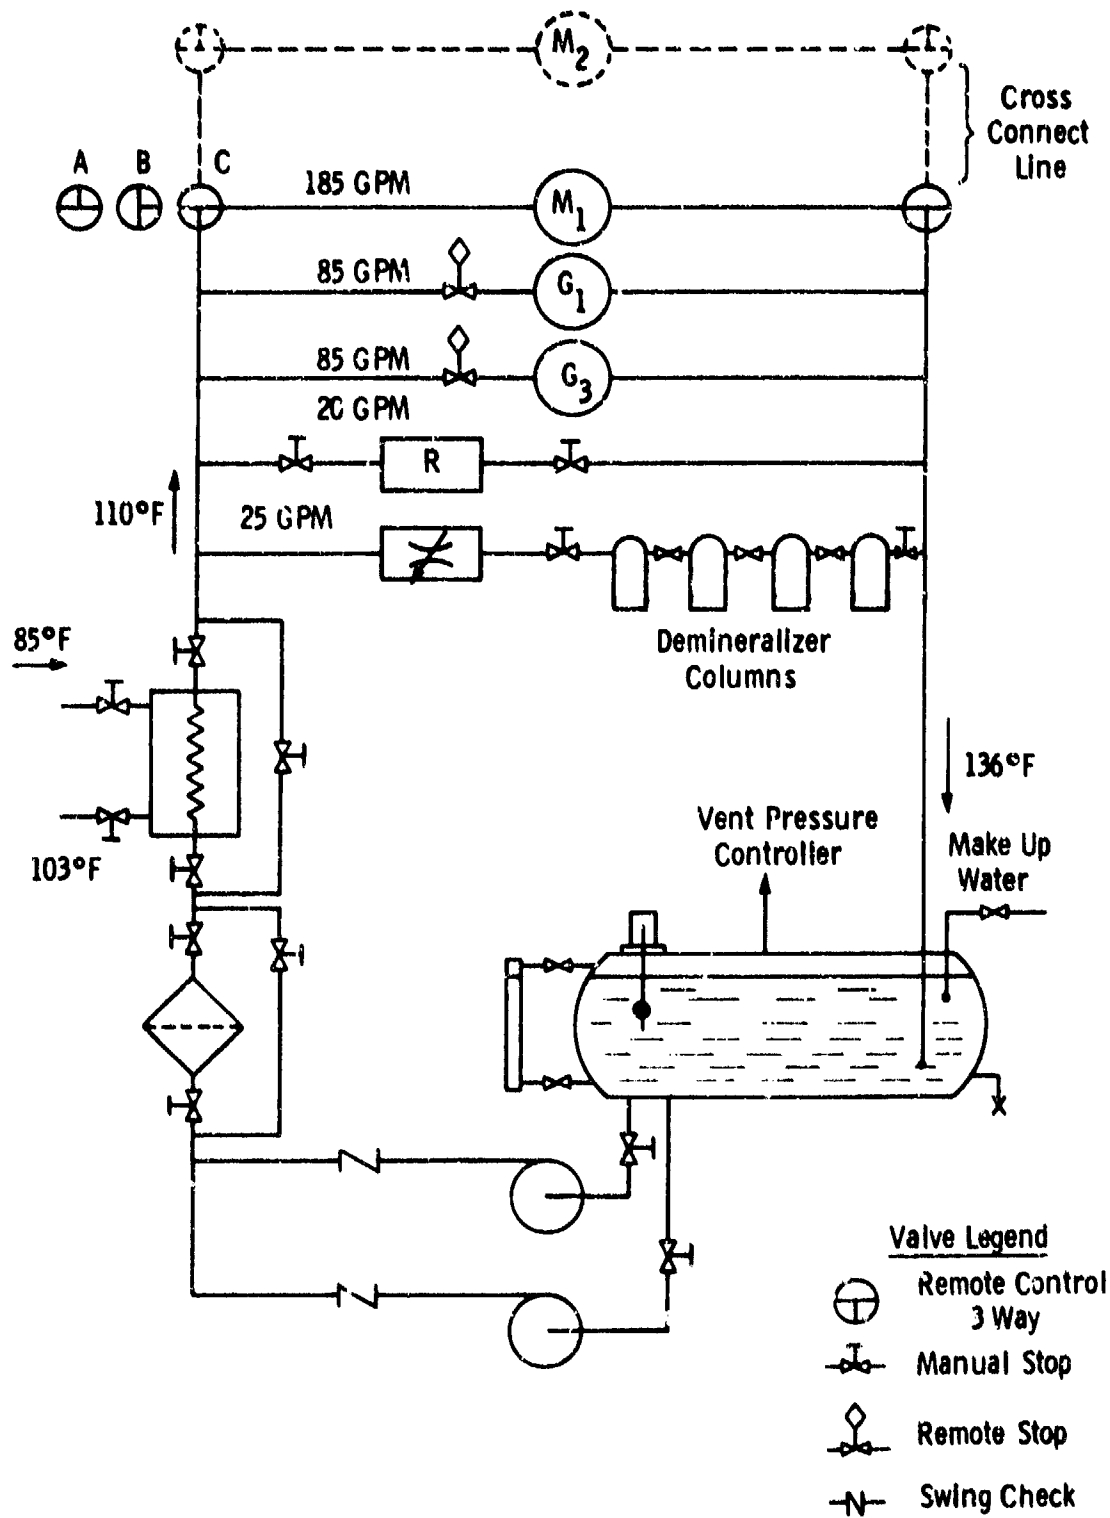 M2
Cross
Connect
Line
A B C
185 GPM
M1
85 GPM
G1
85 GPM
G3
20 GPM
R
110°F
25 GPM
85°F
Demineralizer
Columns
136°F
Vent Pressure
Controller
Make Up
Water
103°F
Valve Legend
Remote Control
3 Way
Manual Stop
Remote Stop
Swing Check